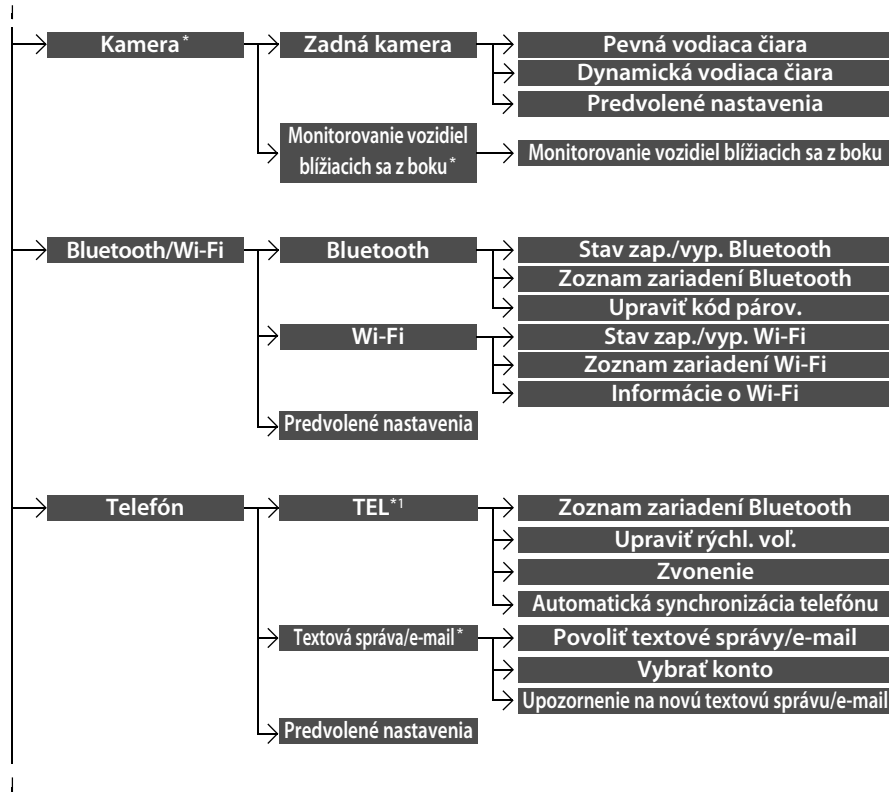 Kamera*
Zadná kamera
Pevná vodiaca čiara
Dynamická vodiaca čiara
Predvolené nastavenia
Monitorovanie vozidiel
blížiacich sa z boku*
Monitorovanie vozidiel blížiacich sa z boku
Bluetooth/Wi-Fi
Bluetooth
Stav zap./vyp. Bluetooth
Zoznam zariadení Bluetooth
Upraviť kód párov.
Wi-Fi
Stav zap./vyp. Wi-Fi
Zoznam zariadení Wi-Fi
Informácie o Wi-Fi
Predvolené nastavenia
Telefón
TEL*1
Zoznam zariadení Bluetooth
Upraviť rýchl. voľ.
Zvonenie
Automatická synchronizácia telefónu
Textová správa/e-mail*
Povoliť textové správy/e-mail
Vybrať konto
Upozornenie na novú textovú správu/e-mail
Predvolené nastavenia